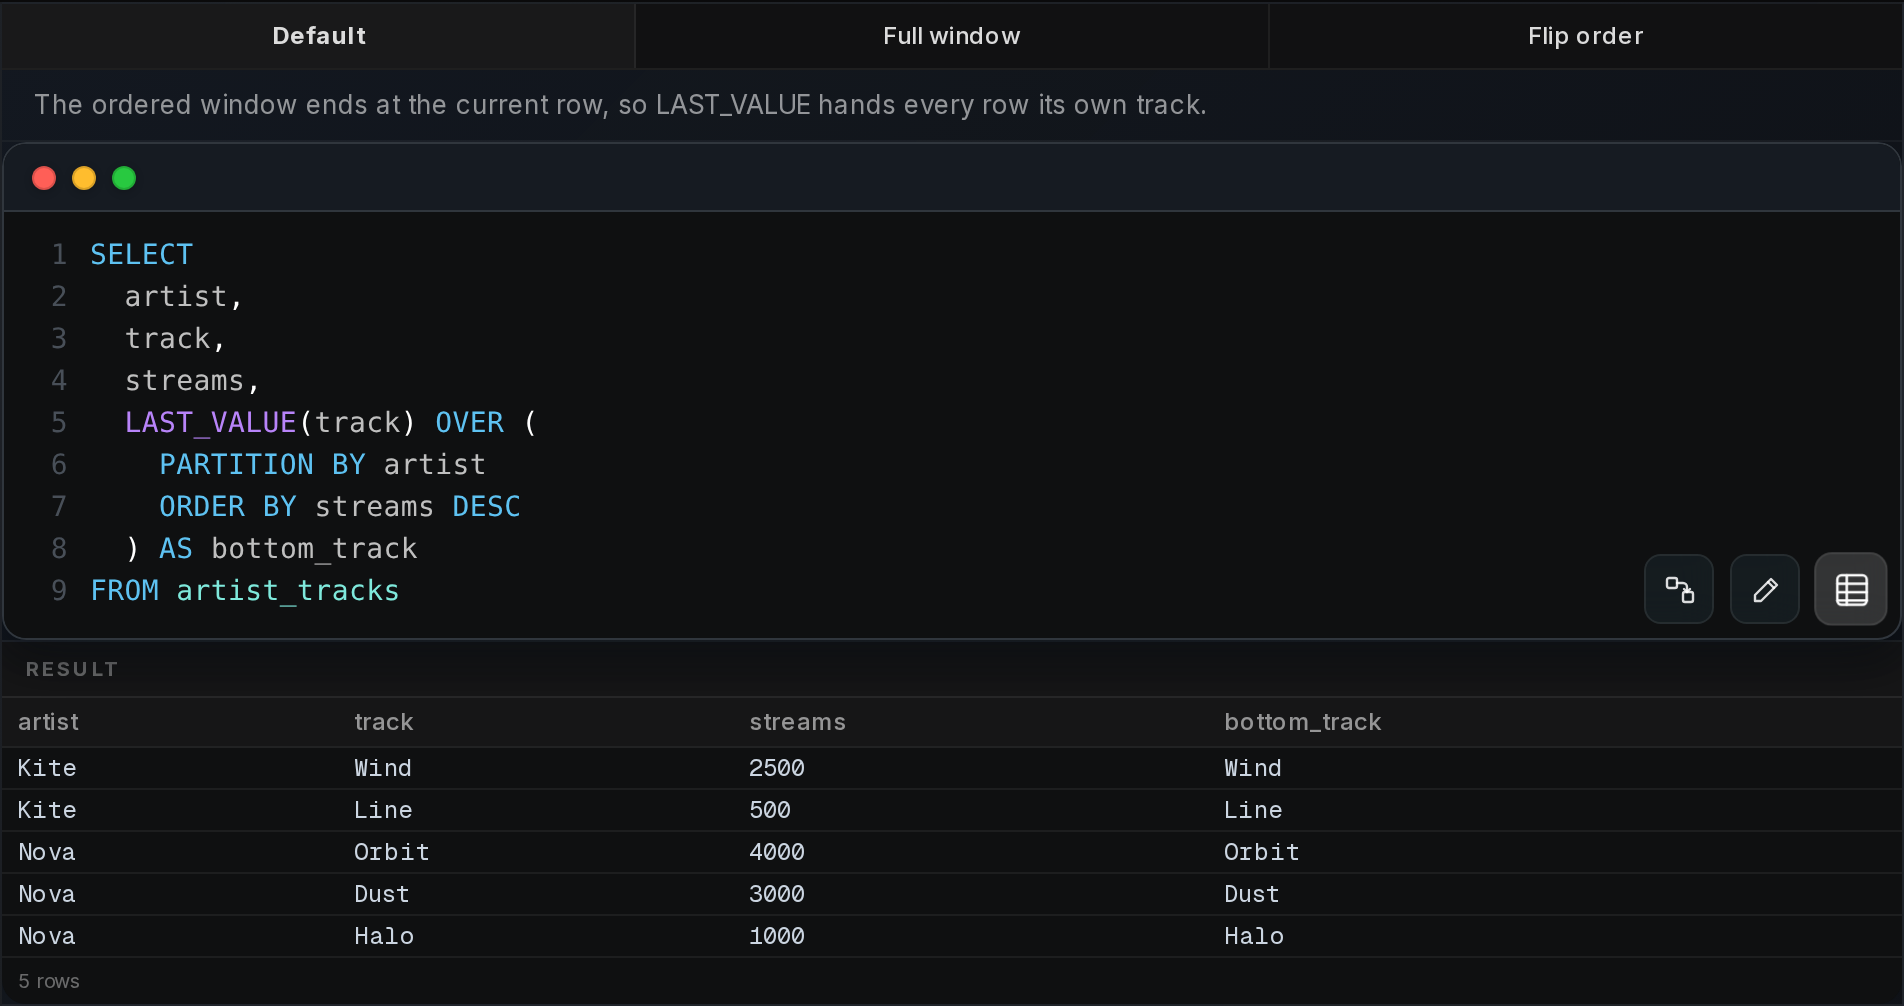 Default Full window Flip order
The ordered window ends at the current row, so LAST_VALUE hands every row its own track.
1 SELECT
2   artist,
3   track,
4   streams,
5   LAST_VALUE(track) OVER (
6     PARTITION BY artist
7     ORDER BY streams DESC
8   ) AS bottom_track
9 FROM artist_tracks
RESULT
artist track streams bottom_track
Kite Wind 2500 Wind
Kite Line 500 Line
Nova Orbit 4000 Orbit
Nova Dust 3000 Dust
Nova Halo 1000 Halo
5 rows